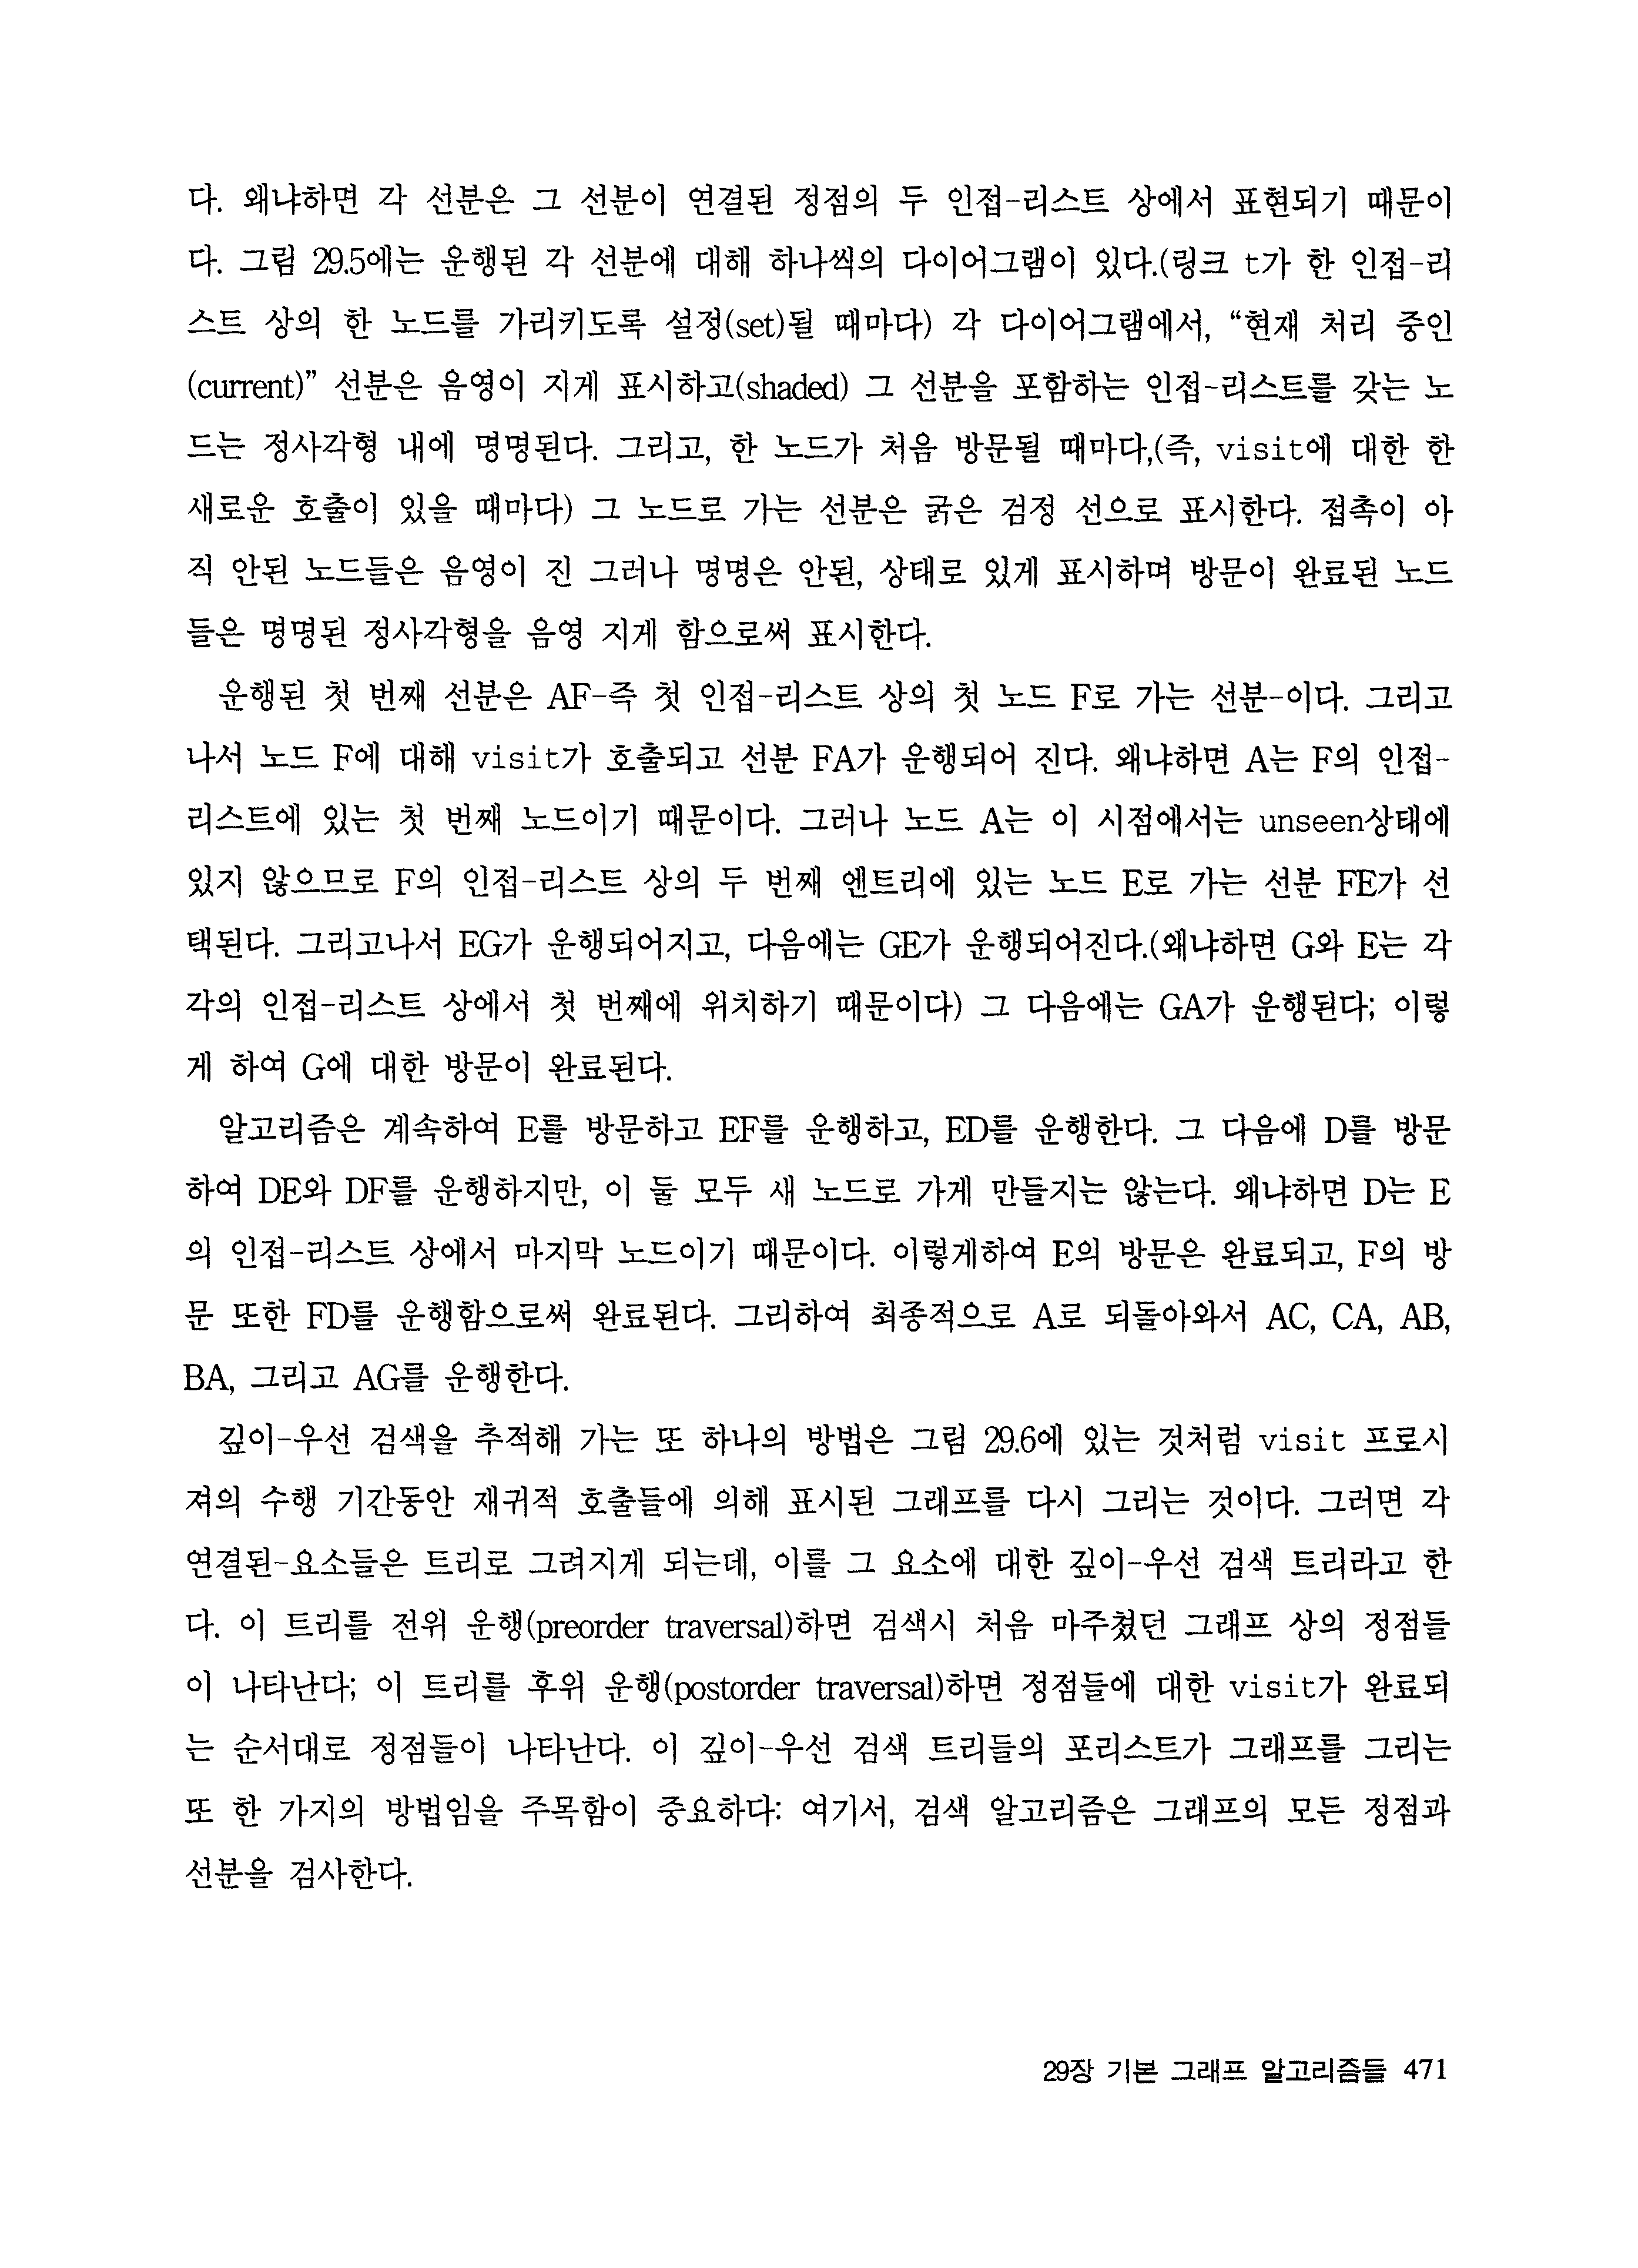 다. 왜냐하면 각 선분은 그 선분이 연결된 정점의 두 인접-리스트 상에서 표현되기 때문이
다. 그림 29.5에는 운행된 각 선분에 대해 하나씩의 다이어그램이 있다.(링크 t가 한 인접-리
스트 상의 한 노드를 가리키도록 설정(set)될 때마다) 각 다이어그램에서, “현재 처리 중인
(current)” 선분은 음영이 지게 표시하고(shaded) 그 선분을 포함하는 인접-리스트를 갖는 노
드는 정사각형 내에 명명된다. 그리고, 한 노드가 처음 방문될 때마다,(즉, visit에 대한 한
새로운 호출이 있을 때마다) 그 노드로 가는 선분은 굵은 검정 선으로 표시한다. 접촉이 아
직 안된 노드들은 음영이 진 그러나 명명은 안된, 상태로 있게 표시하며 방문이 완료된 노드
들은 명명된 정사각형을 음영 지게 함으로써 표시한다.
운행된 첫 번째 선분은 AF-즉 첫 인접-리스트 상의 첫 노드 F로 가는 선분-이다. 그리고
나서 노드 F에 대해 visit가 호출되고 선분 FA가 운행되어 진다. 왜냐하면 A는 F의 인접-
리스트에 있는 첫 번째 노드이기 때문이다. 그러나 노드 A는 이 시점에서는 unseen상태에
있지 않으므로 F의 인접-리스트 상의 두 번째 엔트리에 있는 노드 E로 가는 선분 FE가 선
택된다. 그리고나서 EG가 운행되어지고, 다음에는 GE가 운행되어진다.(왜냐하면 G와 E는 각
각의 인접-리스트 상에서 첫 번째에 위치하기 때문이다) 그 다음에는 GA가 운행된다; 이렇
게 하여 G에 대한 방문이 완료된다.
알고리즘은 계속하여 E를 방문하고 EF를 운행하고, ED를 운행한다. 그 다음에 D를 방문
하여 DE와 DF를 운행하지만, 이 둘 모두 새 노드로 가게 만들지는 않는다. 왜냐하면 D는 E
의 인접-리스트 상에서 마지막 노드이기 때문이다. 이렇게하여 E의 방문은 완료되고, F의 방
문 또한 FD를 운행함으로써 완료된다. 그리하여 최종적으로 A로 되돌아와서 AC, CA, AB,
BA, 그리고 AG를 운행한다.
깊이-우선 검색을 추적해 가는 또 하나의 방법은 그림 29.6에 있는 것처럼 visit 프로시
져의 수행 기간동안 재귀적 호출들에 의해 표시된 그래프를 다시 그리는 것이다. 그러면 각
연결된-요소들은 트리로 그려지게 되는데, 이를 그 요소에 대한 깊이-우선 검색 트리라고 한
다. 이 트리를 전위 운행(preorder traversal)하면 검색시 처음 마주쳤던 그래프 상의 정점들
이 나타난다; 이 트리를 후위 운행(postorder traversal)하면 정점들에 대한 visit가 완료되
는 순서대로 정점들이 나타난다. 이 깊이-우선 검색 트리들의 포리스트가 그래프를 그리는
또 한 가지의 방법임을 주목함이 중요하다: 여기서, 검색 알고리즘은 그래프의 모든 정점과
선분을 검사한다.
29장 기본 그래프 알고리즘들 471